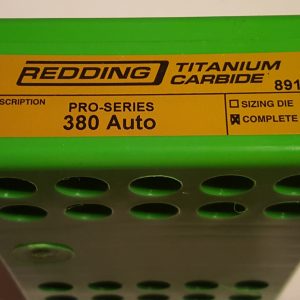 REDDING TITANIUM CARBIDE
891
SCRIPTION
PRO-SERIES
380 Auto
SIZING DIE
COMPLETE